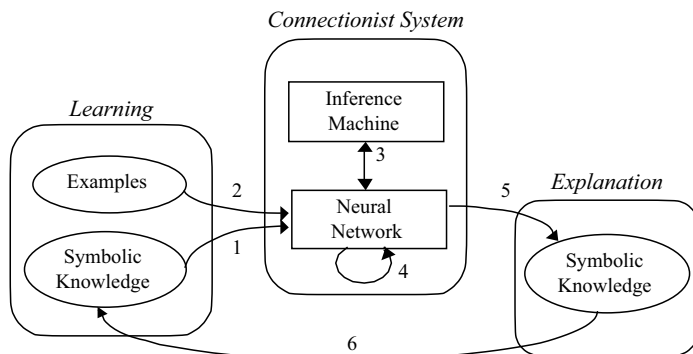 Connectionist System
Learning
Inference
Machine
3
Examples
2
5
Explanation
Neural
Network
1
Symbolic
Knowledge
4
Symbolic
Knowledge
6